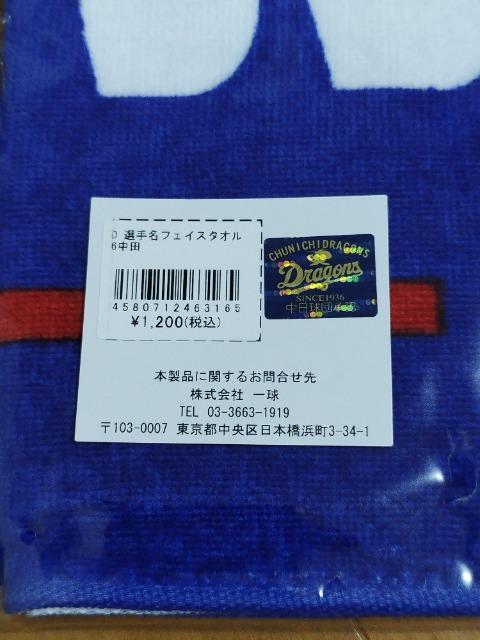 D 選手名フェイスタオル
6中田
4580712463165
¥1,200(税込)
CHUNICHIDRAGONS
Dragons
SINCE1936
中日球団承認
本製品に関するお問合せ先
株式会社 一球
TEL 03-3663-1919
〒103-0007 東京都中央区日本橋浜町3-34-1